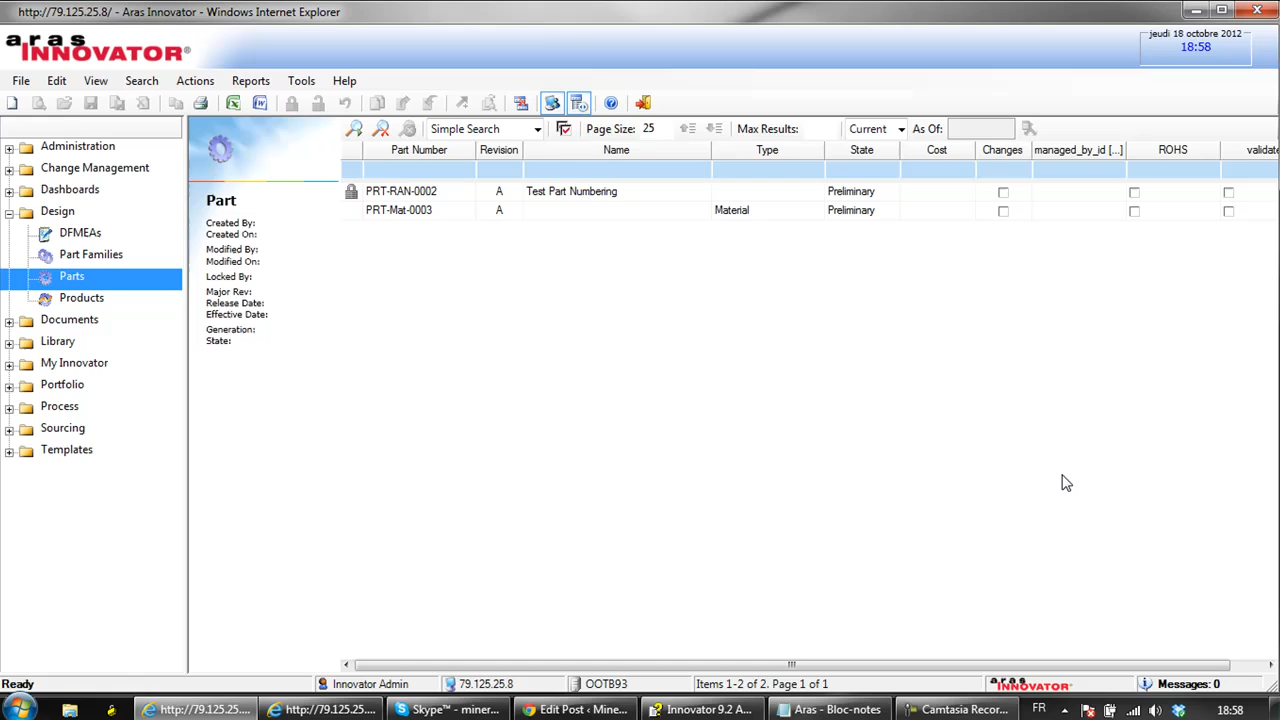 http://79.125.25.8/ - Aras Innovator - Windows Internet Explorer
aras INNOVATOR®
jeudi 18 octobre 2012
18:58
File Edit View Search Actions Reports Tools Help
Simple Search Page Size: 25 Max Results: Current As Of:
Administration
Change Management
Dashboards
Design
DFMEAs
Part Families
Parts
Products
Documents
Library
My Innovator
Portfolio
Process
Sourcing
Templates
Part
Created By:
Created On:
Modified By:
Modified On:
Locked By:
Major Rev:
Release Date:
Effective Date:
Generation:
State:
Part Number Revision Name Type State Cost Changes managed_by_id [...] ROHS validate
PRT-RAN-0002 A Test Part Numbering Preliminary
PRT-Mat-0003 A Material Preliminary
Ready Innovator Admin 79.125.25.8 OOTB93 Items 1-2 of 2. Page 1 of 1 aras INNOVATOR Messages: 0
http://79.125.25.... http://79.125.25.... Skype™ - miner... Edit Post ‹ Mine... Innovator 9.2 A... Aras - Bloc-notes Camtasia Recor... FR 18:58